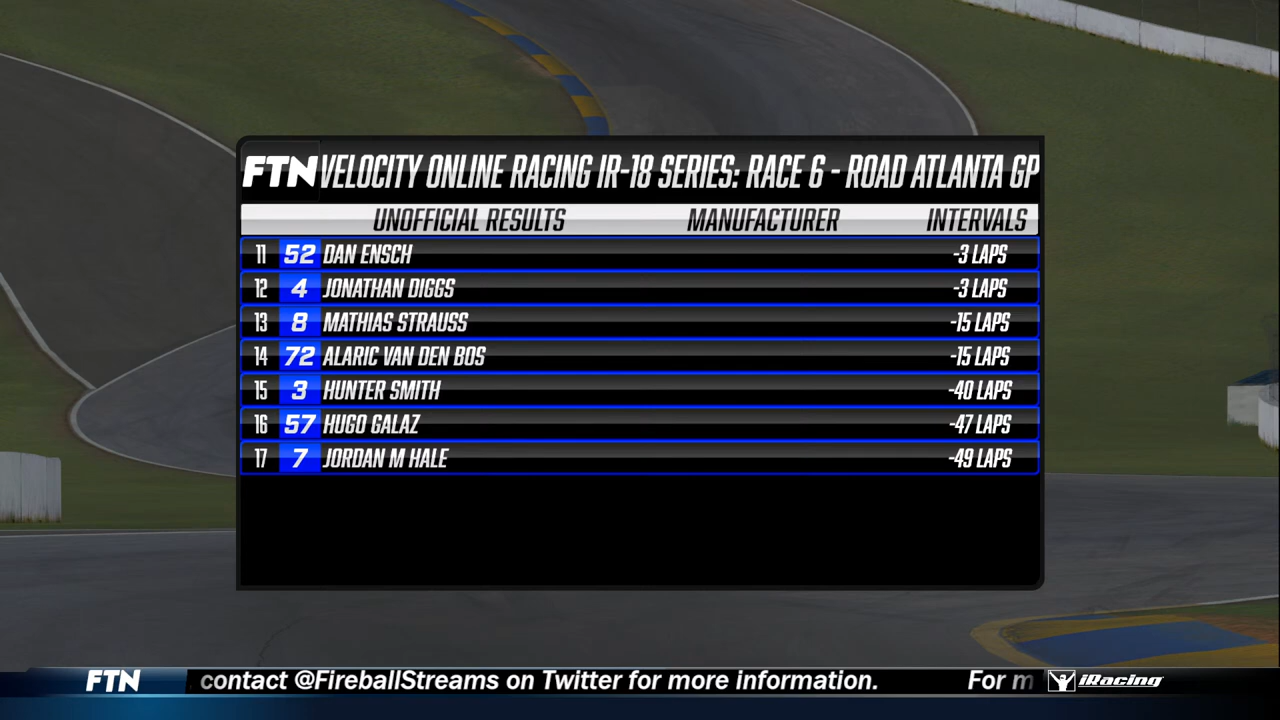 FTN VELOCITY ONLINE RACING IR-18 SERIES: RACE 6 - ROAD ATLANTA GP
UNOFFICIAL RESULTS MANUFACTURER INTERVALS
11 52 DAN ENSCH -3 LAPS
12 4 JONATHAN DIGGS -3 LAPS
13 8 MATHIAS STRAUSS -15 LAPS
14 72 ALARIC VAN DEN BOS -15 LAPS
15 3 HUNTER SMITH -40 LAPS
16 57 HUGO GALAZ -47 LAPS
17 7 JORDAN M HALE -49 LAPS
FTN contact @FireballStreams on Twitter for more information. For m iRacing